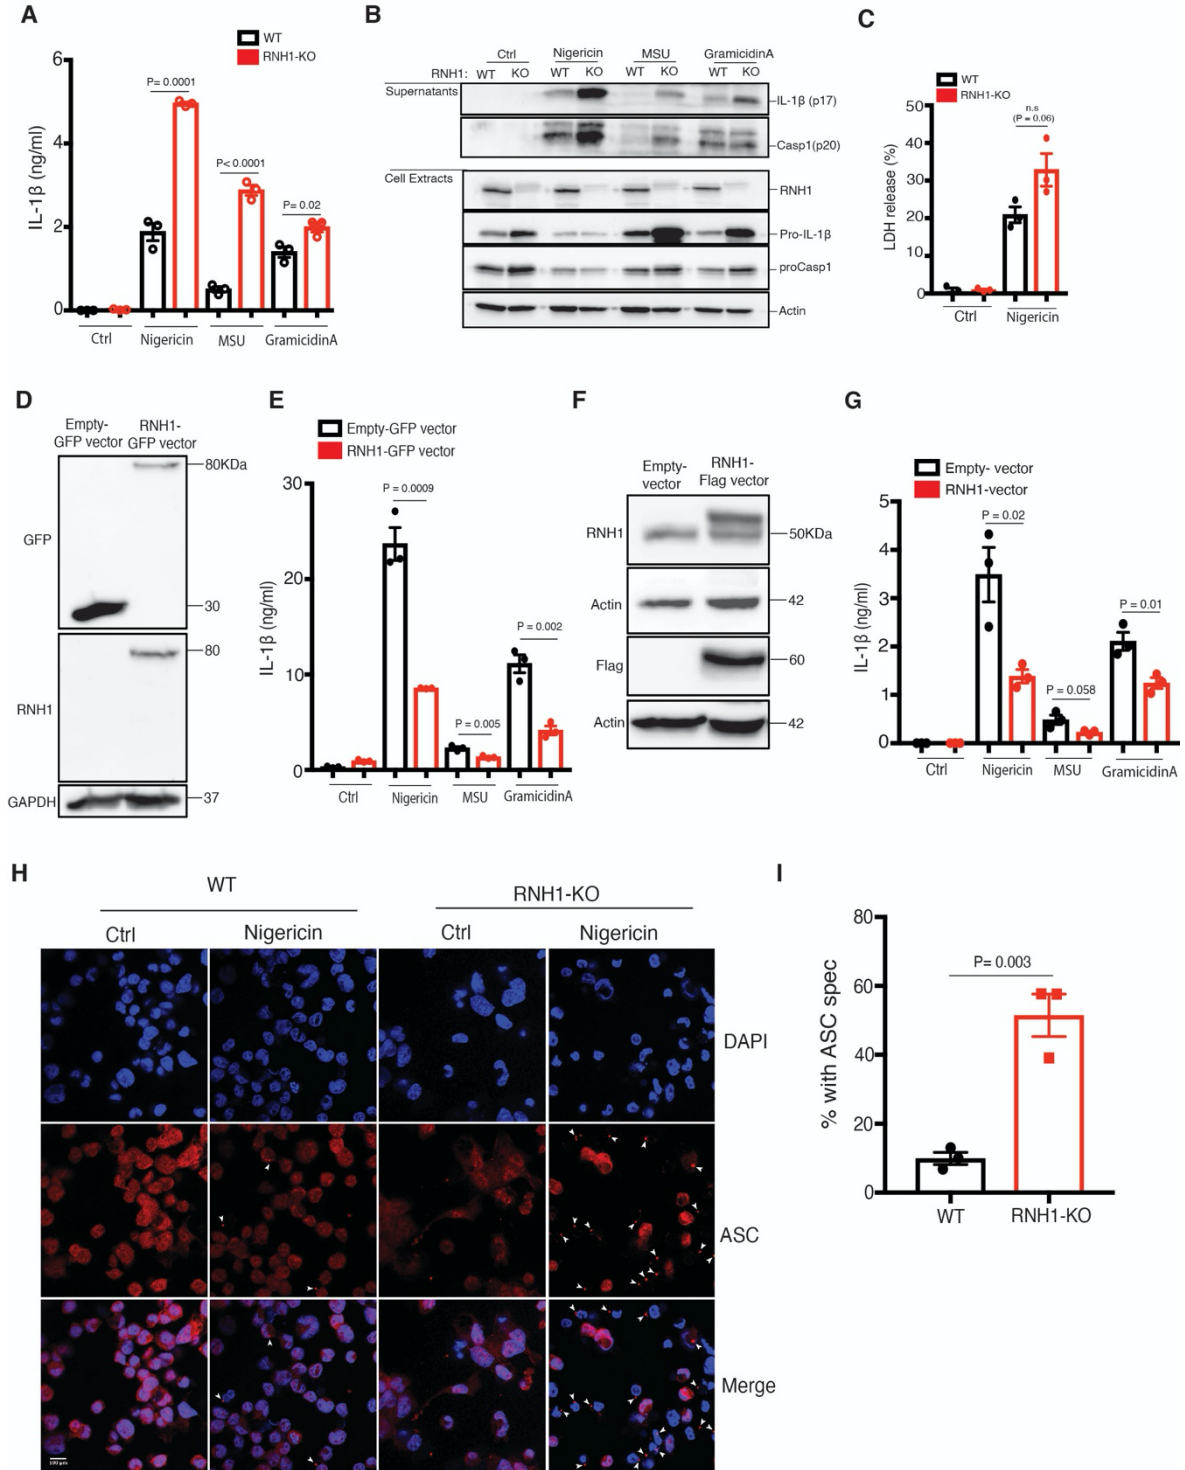 A
WT
RNH1-KO
IL-1β (ng/ml)
6
4
2
0
P= 0.0001
P< 0.0001
P= 0.02
Ctrl
Nigericin
MSU
GramicidinA
B
Ctrl
Nigericin
MSU
GramicidinA
RNH1: WT KO WT KO WT KO WT KO
Supernatants
IL-1β (p17)
Casp1(p20)
Cell Extracts
RNH1
Pro-IL-1β
proCasp1
Actin
C
WT
RNH1-KO
LDH release (%)
50
40
30
20
10
0
n.s
(P = 0.06)
Ctrl
Nigericin
D
Empty-
GFP vector
RNH1-
GFP vector
80KDa
GFP
30
80
RNH1
GAPDH
37
E
Empty-GFP vector
RNH1-GFP vector
IL-1β (ng/ml)
30
20
10
0
P = 0.0009
P = 0.005
P = 0.002
Ctrl
Nigericin
MSU
GramicidinA
F
Empty-
vector
RNH1-
Flag vector
RNH1
50KDa
Actin
42
Flag
60
Actin
42
G
Empty- vector
RNH1-vector
IL-1β (ng/ml)
5
4
3
2
1
0
P = 0.02
P = 0.058
P = 0.01
Ctrl
Nigericin
MSU
GramicidinA
H
WT
RNH1-KO
Ctrl
Nigericin
Ctrl
Nigericin
DAPI
ASC
Merge
100 µm
I
% with ASC spec
80
60
40
20
0
P= 0.003
WT
RNH1-KO